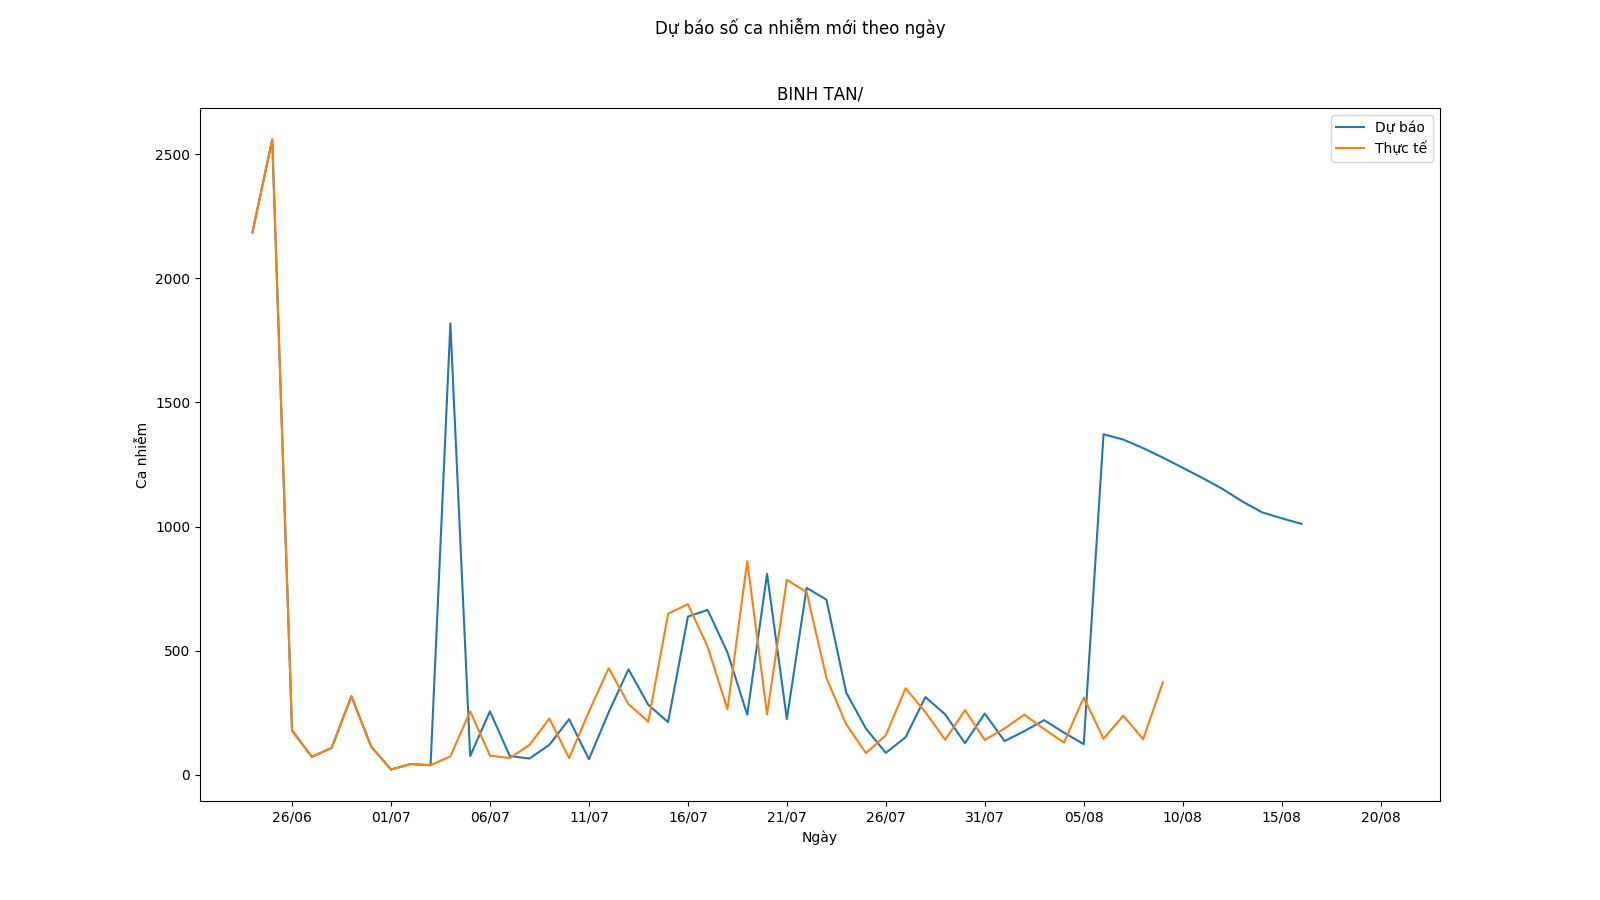 Dự báo số ca nhiễm mới theo ngày
BINH TAN/
Dự báo
Thực tế
2500
2000
1500
1000
500
0
Ca nhiễm
26/06 01/07 06/07 11/07 16/07 21/07 26/07 31/07 05/08 10/08 15/08 20/08
Ngày